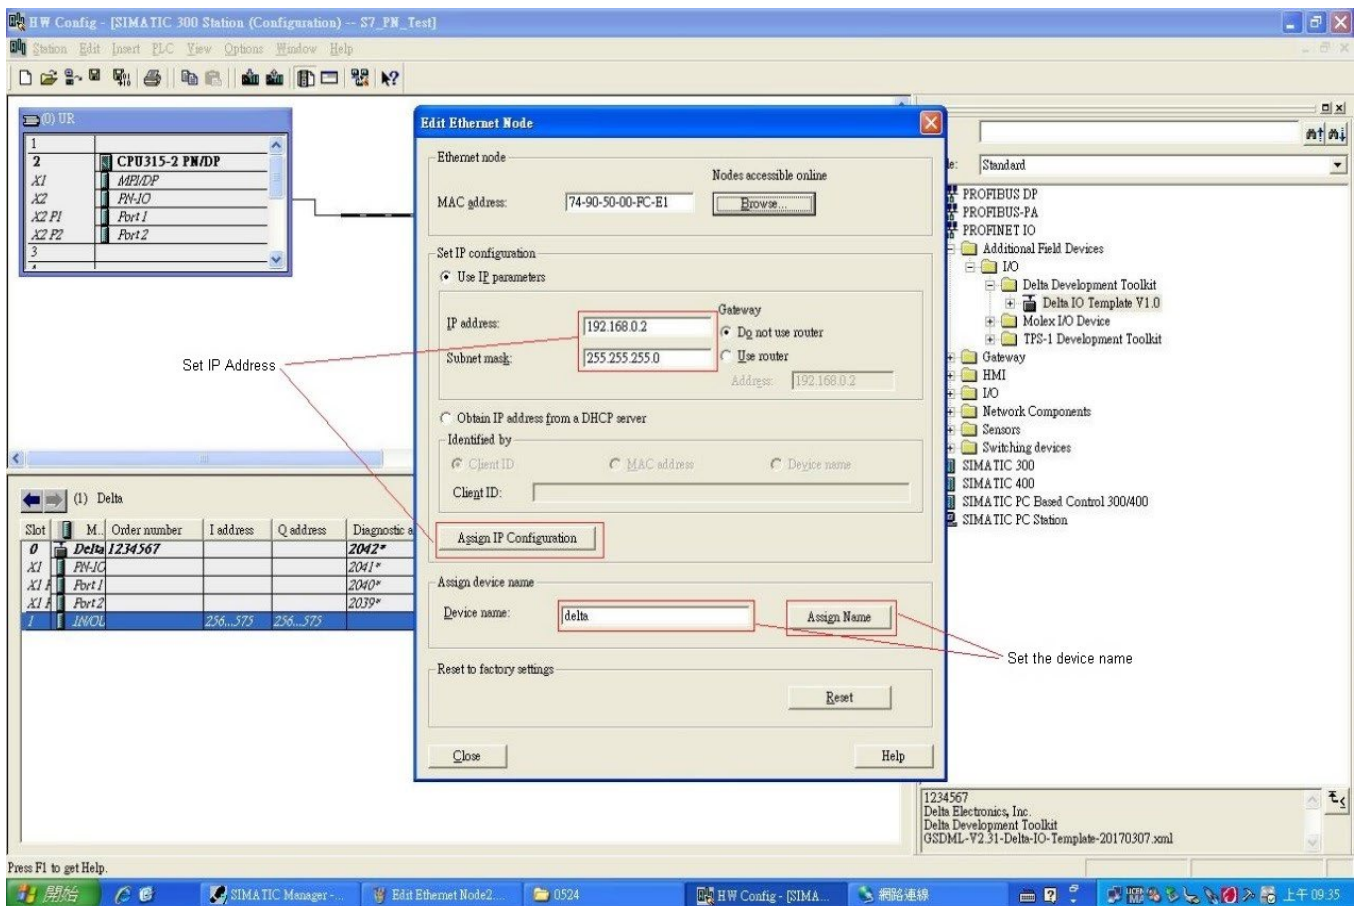 HW Config - [SIMATIC 300 Station (Configuration) -- S7_PN_Test]
Station Edit Insert PLC View Options Window Help
(0) UR
1
2 CPU315-2 PN/DP
X1 MPI/DP
X2 PN-IO
X2 P1 Port 1
X2 P2 Port 2
3
Edit Ethernet Node
Ethernet node
Nodes accessible online
MAC address: 74-90-50-00-FC-E1 Browse...
Set IP configuration
Use IP parameters
Gateway
IP address: 192.168.0.2 Do not use router
Subnet mask: 255.255.255.0 Use router
Address: 192.168.0.2
Obtain IP address from a DHCP server
Identified by
Client ID MAC address Device name
Client ID:
Assign IP Configuration
Assign device name
Device name: delta Assign Name
Reset to factory settings
Reset
Close Help
Set IP Address
Set the device name
Standard
PROFIBUS DP
PROFIBUS-PA
PROFINET IO
Additional Field Devices
I/O
Delta Development Toolkit
Delta IO Template V1.0
Molex I/O Device
TPS-1 Development Toolkit
Gateway
HMI
I/O
Network Components
Sensors
Switching devices
SIMATIC 300
SIMATIC 400
SIMATIC PC Based Control 300/400
SIMATIC PC Station
(1) Delta
Slot M... Order number I address Q address Diagnostic a
0 Delta 1234567 2042*
X1 PN-IO 2041*
X1 P Port 1 2040*
X1 P Port 2 2039*
1 IN/OU 256...575 256...575
1234567
Delta Electronics, Inc.
Delta Development Toolkit
GSDML-V2.31-Delta-IO-Template-20170307.xml
Press F1 to get Help.
開始 SIMATIC Manager -... Edit Ethernet Node2.... 0524 HW Config - [SIMA... 網路連線 上午 09:35